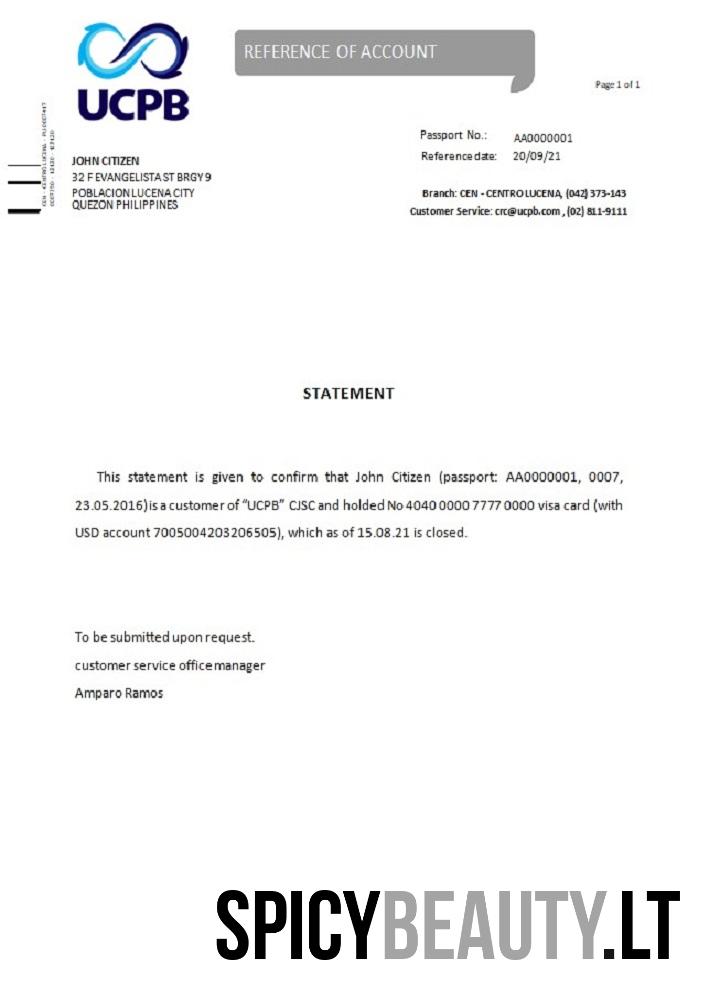 UCPB
REFERENCE OF ACCOUNT
Page 1 of 1
Passport No.: AA0000001
Reference date: 20/09/21
JOHN CITIZEN
32 F EVANGELISTA ST BRGY 9
POBLACION LUCENA CITY
QUEZON PHILIPPINES
Branch: CEN - CENTRO LUCENA, (042) 373-143
Customer Service: crc@ucpb.com , (02) 811-9111
STATEMENT
This statement is given to confirm that John Citizen (passport: AA0000001, 0007,
23.05.2016) is a customer of "UCPB" CJSC and holded No 4040 0000 7777 0000 visa card (with
USD account 7005004203206505), which as of 15.08.21 is closed.
To be submitted upon request.
customer service office manager
Amparo Ramos
SPICYBEAUTY.LT